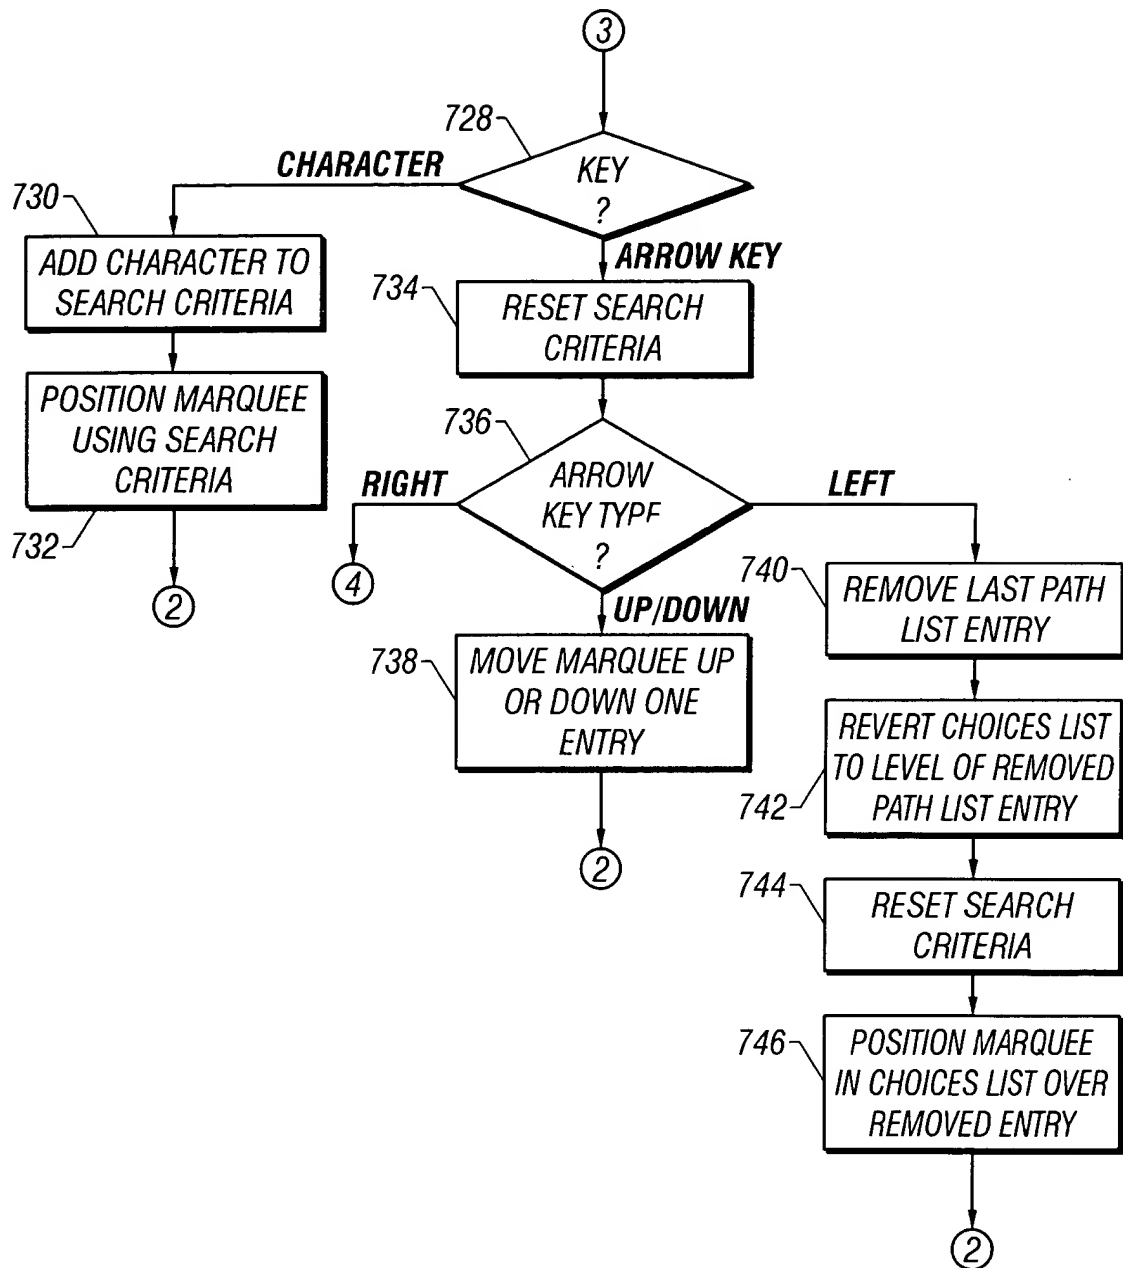 3
728
KEY
?
CHARACTER
ARROW KEY
730
ADD CHARACTER TO
SEARCH CRITERIA
POSITION MARQUEE
USING SEARCH
CRITERIA
732
2
734
RESET SEARCH
CRITERIA
736
ARROW
KEY TYPE
?
RIGHT
4
UP/DOWN
738
MOVE MARQUEE UP
OR DOWN ONE
ENTRY
2
LEFT
740
REMOVE LAST PATH
LIST ENTRY
REVERT CHOICES LIST
TO LEVEL OF REMOVED
PATH LIST ENTRY
742
744
RESET SEARCH
CRITERIA
746
POSITION MARQUEE
IN CHOICES LIST OVER
REMOVED ENTRY
2